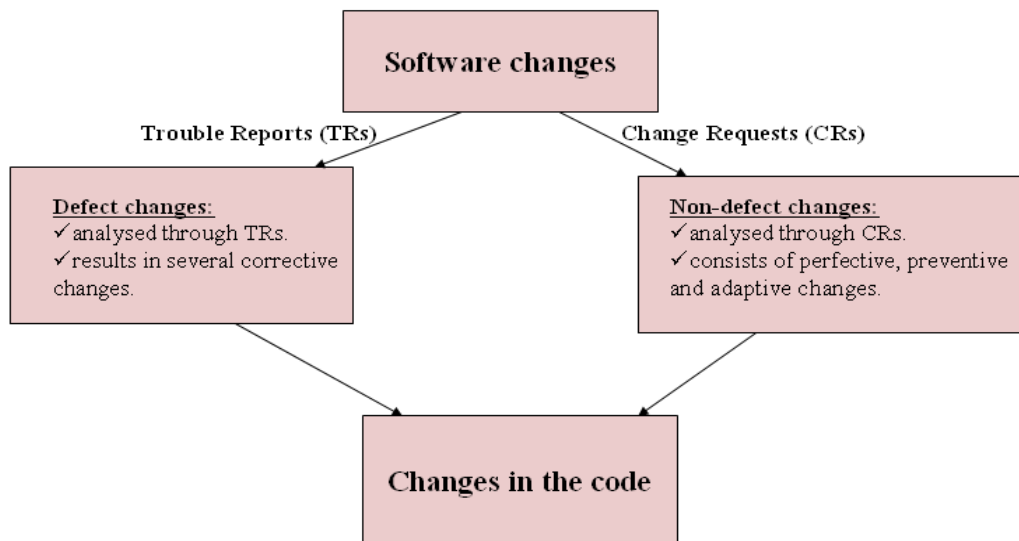 Software changes
Trouble Reports (TRs)
Change Requests (CRs)
Defect changes:
✓analysed through TRs.
✓results in several corrective
changes.
Non-defect changes:
✓analysed through CRs.
✓consists of perfective, preventive
and adaptive changes.
Changes in the code